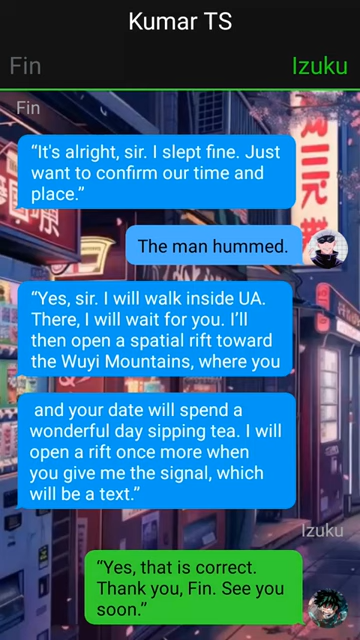 Kumar TS
Fin
Izuku
Fin
“It's alright, sir. I slept fine. Just
want to confirm our time and
place.”
The man hummed.
“Yes, sir. I will walk inside UA.
There, I will wait for you. I’ll
then open a spatial rift toward
the Wuyi Mountains, where you
and your date will spend a
wonderful day sipping tea. I will
open a rift once more when
you give me the signal, which
will be a text.”
Izuku
“Yes, that is correct.
Thank you, Fin. See you
soon.”